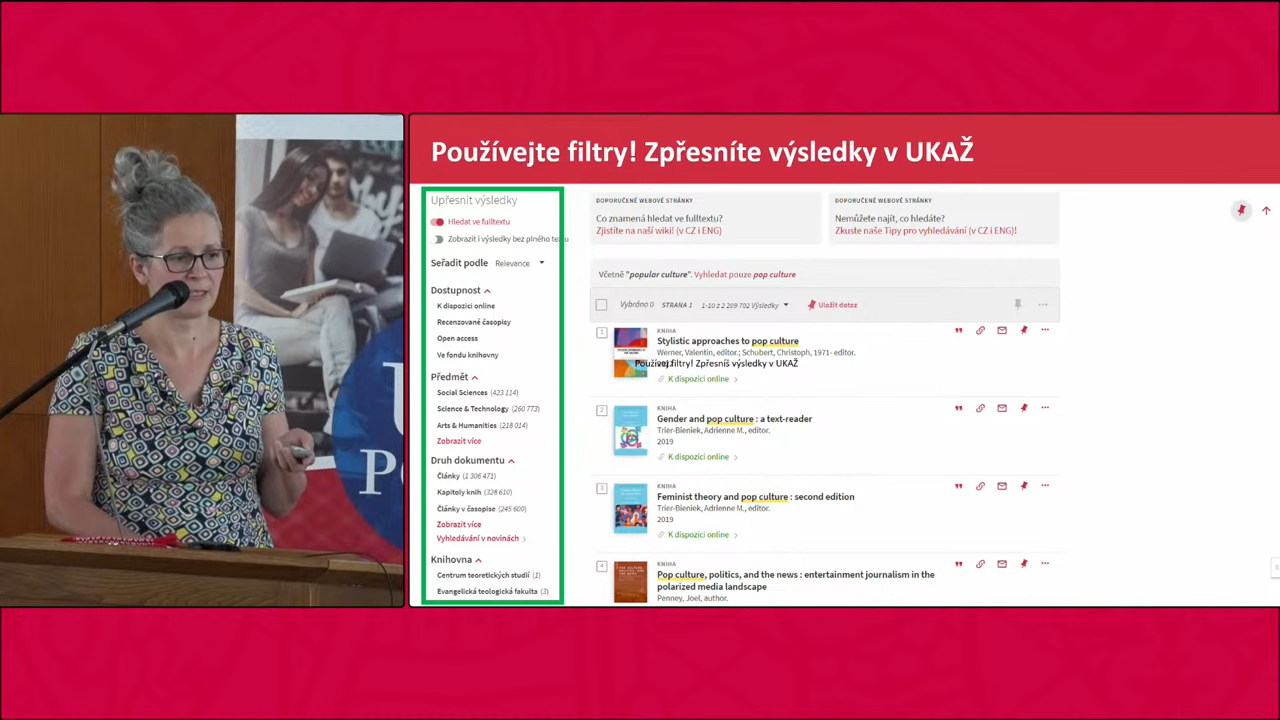 Používejte filtry! Zpřesníte výsledky v UKAŽ
Upřesnit výsledky
Hledat ve fulltextu
Zobrazit i výsledky bez plného textu
Seřadit podle Relevance
Dostupnost
K dispozici online
Recenzované časopisy
Open access
Ve fondu knihovny
Předmět
Social Sciences (423 114)
Science & Technology (260 773)
Arts & Humanities (218 014)
Zobrazit více
Druh dokumentu
Články (1 306 471)
Kapitoly knih (328 610)
Články v časopise (245 600)
Zobrazit více
Vyhledávání v novinách
Knihovna
Centrum teoretických studií (1)
Evangelická teologická fakulta (3)
DOPORUČENÉ WEBOVÉ STRÁNKY
Co znamená hledat ve fulltextu?
Zjistíte na naší wiki! (v CZ i ENG)
DOPORUČENÉ WEBOVÉ STRÁNKY
Nemůžete najít, co hledáte?
Zkuste naše Tipy pro vyhledávání (v CZ i ENG)!
Včetně "popular culture". Vyhledat pouze pop culture
Vybráno 0 STRANA 1 1-10 z 2 209 702 Výsledky Uložit dotaz
1
KNIHA
Stylistic approaches to pop culture
Werner, Valentin, editor.; Schubert, Christoph, 1971- editor.
Používej filtry! Zpřesníš výsledky v UKAŽ
K dispozici online
2
KNIHA
Gender and pop culture : a text-reader
Trier-Bieniek, Adrienne M., editor.
2019
K dispozici online
3
KNIHA
Feminist theory and pop culture : second edition
Trier-Bieniek, Adrienne M., editor.
2019
K dispozici online
4
KNIHA
Pop culture, politics, and the news : entertainment journalism in the
polarized media landscape
Penney, Joel, author.